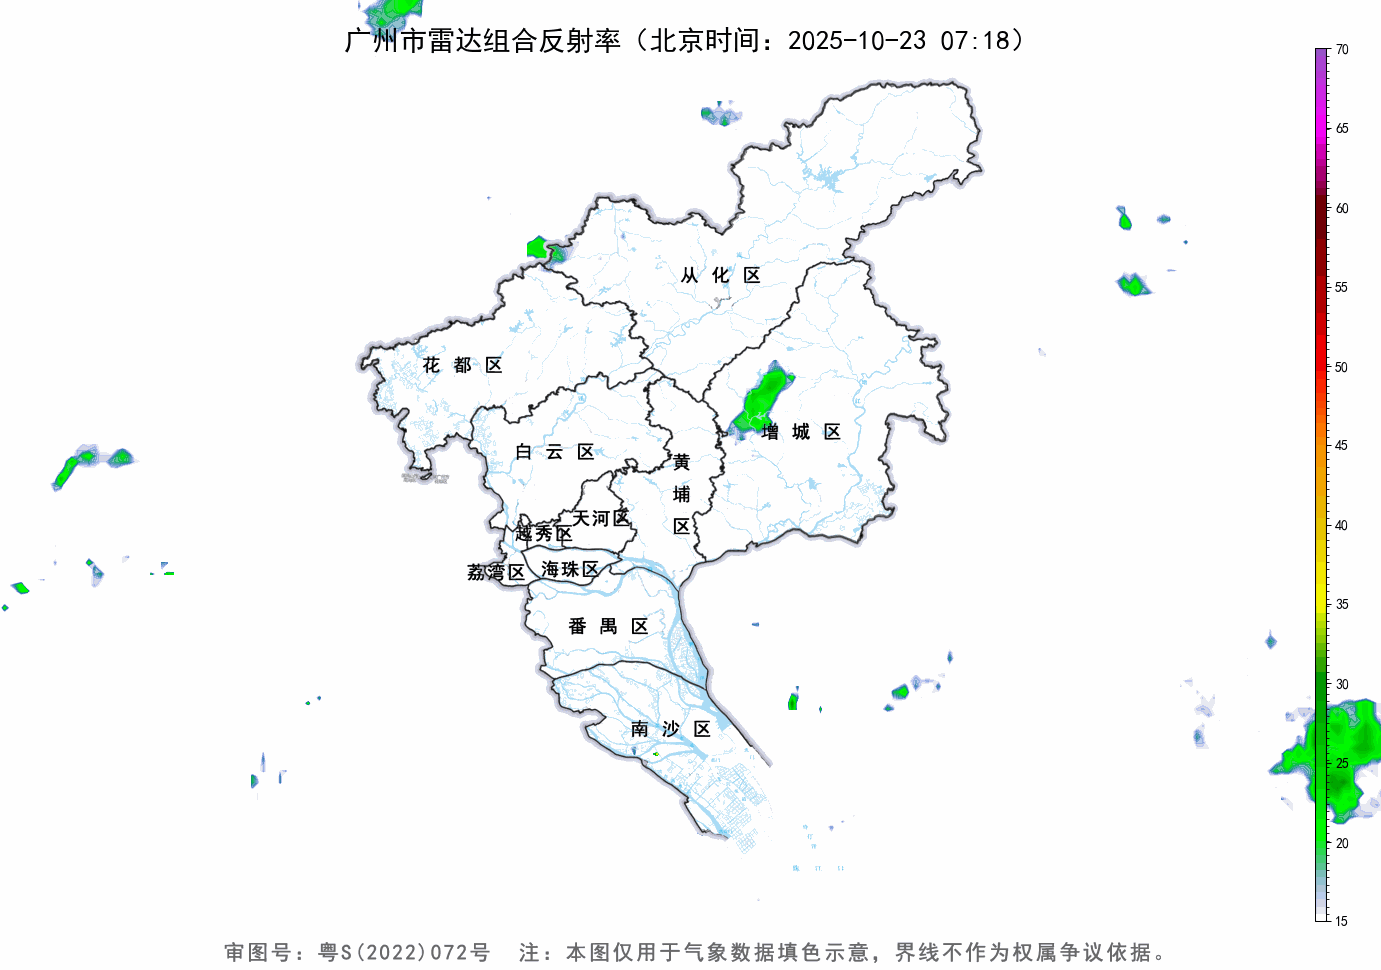 广州市雷达组合反射率（北京时间：2025-10-23 07:18）
70
65
60
55
50
45
40
35
30
25
20
15
从化区
花都区
增城区
白云区
黄埔区
天河区
越秀区
荔湾区
海珠区
番禺区
南沙区
审图号：粤S(2022)072号 注：本图仅用于气象数据填色示意，界线不作为权属争议依据。